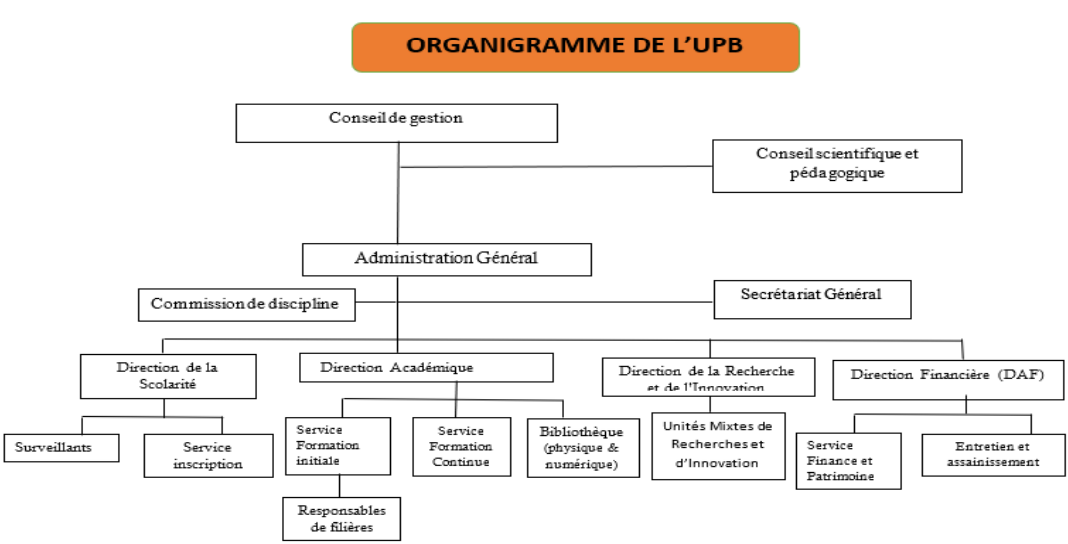 ORGANIGRAMME DE L’UPB
Conseil de gestion
Conseil scientifique et
pédagogique
Administration Général
Commission de discipline
Secrétariat Général
Direction de la
Scolarité
Direction Académique
Direction de la Recherche
et de l'Innovation
Direction Financière (DAF)
Surveillants
Service
inscription
Service
Formation
initiale
Service
Formation
Continue
Bibliothèque
(physique &
numérique)
Unités Mixtes de
Recherches et
d’Innovation
Service
Finance et
Patrimoine
Entretien et
assainissement
Responsables
de filières